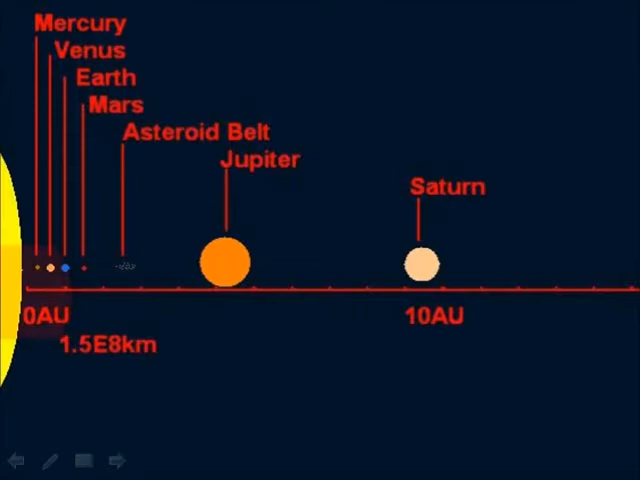 Mercury
Venus
Earth
Mars
Asteroid Belt
Jupiter
Saturn
0AU
10AU
1.5E8km